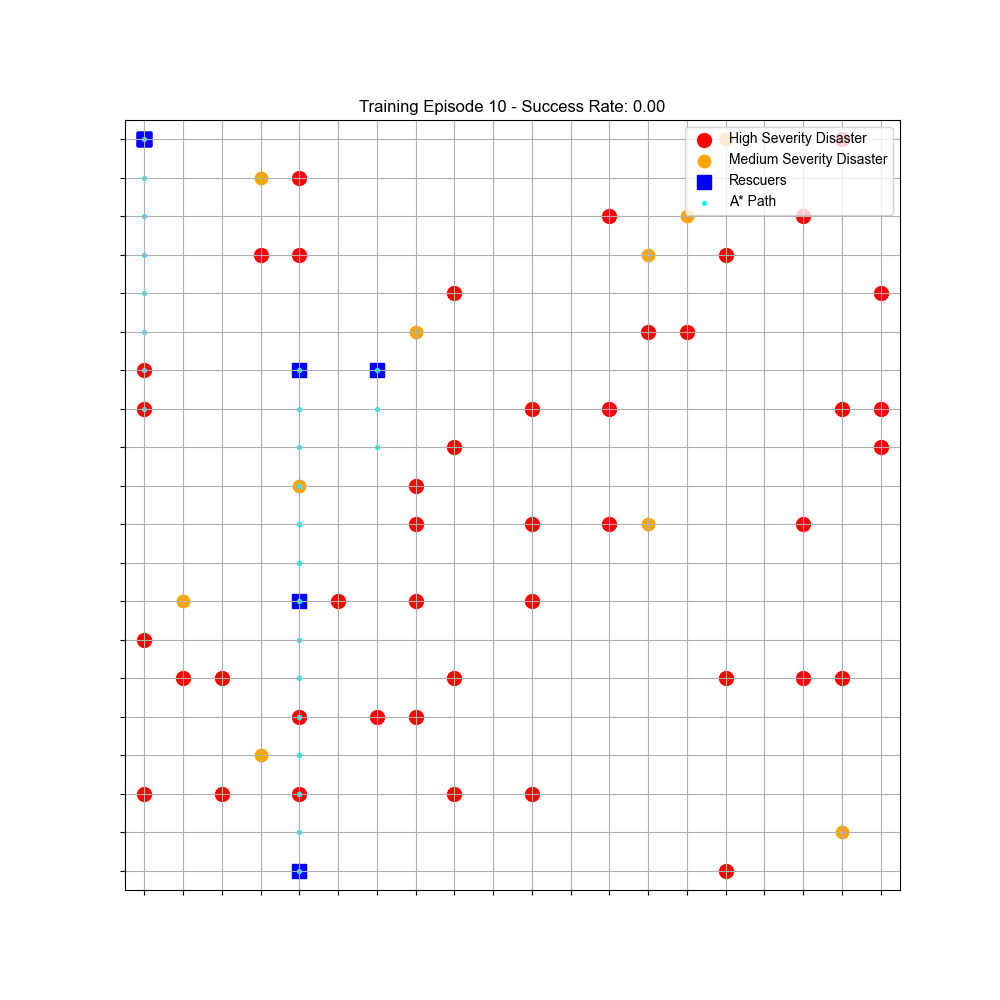 Training Episode 10 - Success Rate: 0.00
High Severity Disaster
Medium Severity Disaster
Rescuers
A* Path